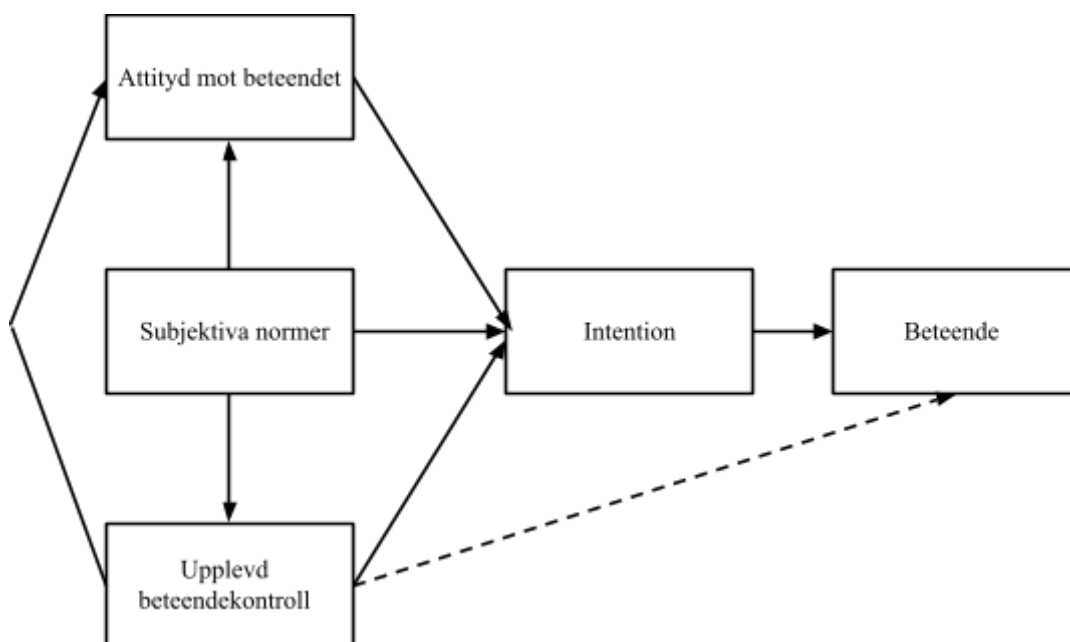 Attityd mot beteendet
Subjektiva normer
Intention
Beteende
Upplevd
beteendekontroll